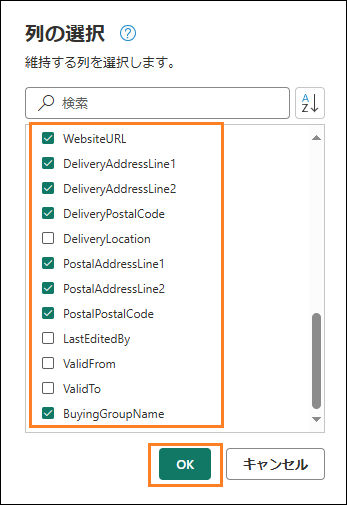 列の選択
維持する列を選択します。
検索
WebsiteURL
DeliveryAddressLine1
DeliveryAddressLine2
DeliveryPostalCode
DeliveryLocation
PostalAddressLine1
PostalAddressLine2
PostalPostalCode
LastEditedBy
ValidFrom
ValidTo
BuyingGroupName
OK
キャンセル